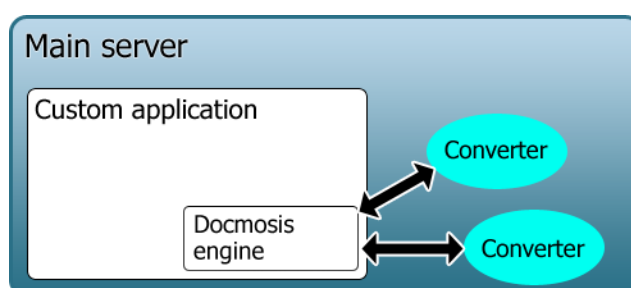 Main server
Custom application
Converter
Docmosis
engine
Converter